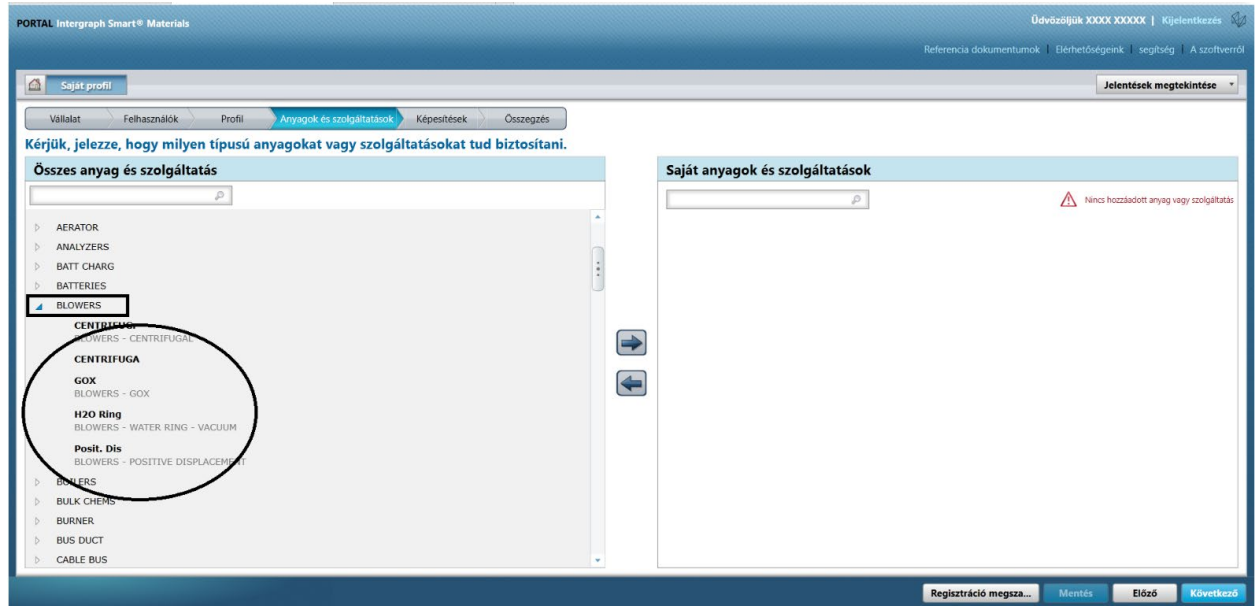 PORTAL Intergraph Smart® Materials
Üdvözöljük XXXX XXXXX | Kijelentkezés
Referencia dokumentumok | Elérhetőségeink | segítség | A szoftverről
Saját profil
Jelentések megtekintése
Vállalat Felhasználók Profil Anyagok és szolgáltatások Képesítések Összegzés
Kérjük, jelezze, hogy milyen típusú anyagokat vagy szolgáltatásokat tud biztosítani.
Összes anyag és szolgáltatás
AERATOR
ANALYZERS
BATT CHARG
BATTERIES
BLOWERS
CENTRIFUG.
BLOWERS - CENTRIFUGAL
CENTRIFUGA
GOX
BLOWERS - GOX
H2O Ring
BLOWERS - WATER RING - VACUUM
Posit. Dis
BLOWERS - POSITIVE DISPLACEMENT
BOILERS
BULK CHEMS
BURNER
BUS DUCT
CABLE BUS
Saját anyagok és szolgáltatások
Nincs hozzáadott anyag vagy szolgáltatás
Regisztráció megsza... Mentés Előző Következő